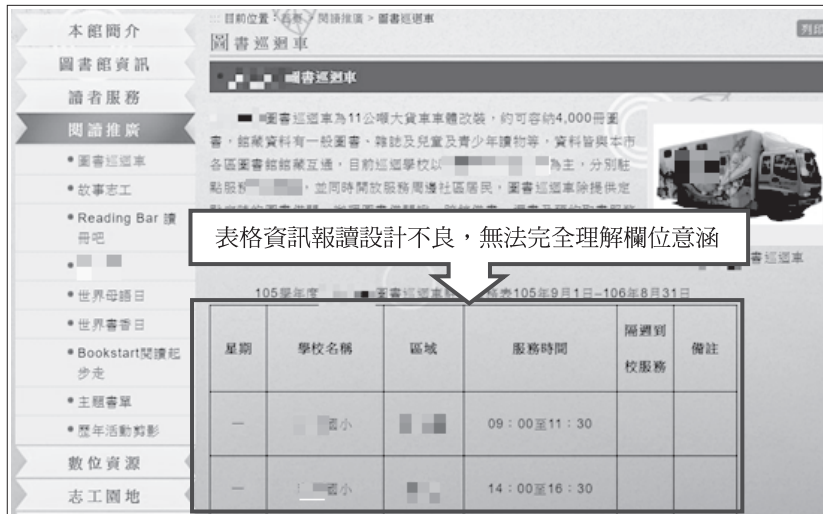 本館簡介
圖書館資訊
讀者服務
閱讀推廣
圖書巡迴車
故事志工
Reading Bar 讀
冊吧
世界母語日
世界書香日
Bookstart閱讀起
步走
主題書單
歷年活動剪影
數位資源
志工園地
目前位置：首頁 > 閱讀推廣 > 圖書巡迴車
列印
圖書巡迴車
圖書巡迴車
圖書巡迴車為11公噸大貨車車體
改裝，約可容納4,000冊圖
書，館藏資料有一般圖書、雜誌及兒童及青少年讀物等，資料皆與本市
各區圖書館館藏互通，目前巡迴學校以 為主，分別駐
點服務 ，並同時開放服務周邊社區居民，圖書巡迴車除提供定
表格資訊報讀設計不良，無法完全理解欄位意涵
書巡迴車
105學年度 圖書巡迴車 表105年9月1日–106年8月31日
星期 學校名稱 區域 服務時間 隔週到
校服務 備註
一 國小 09：00至11：30
一 國小 14：00至16：30